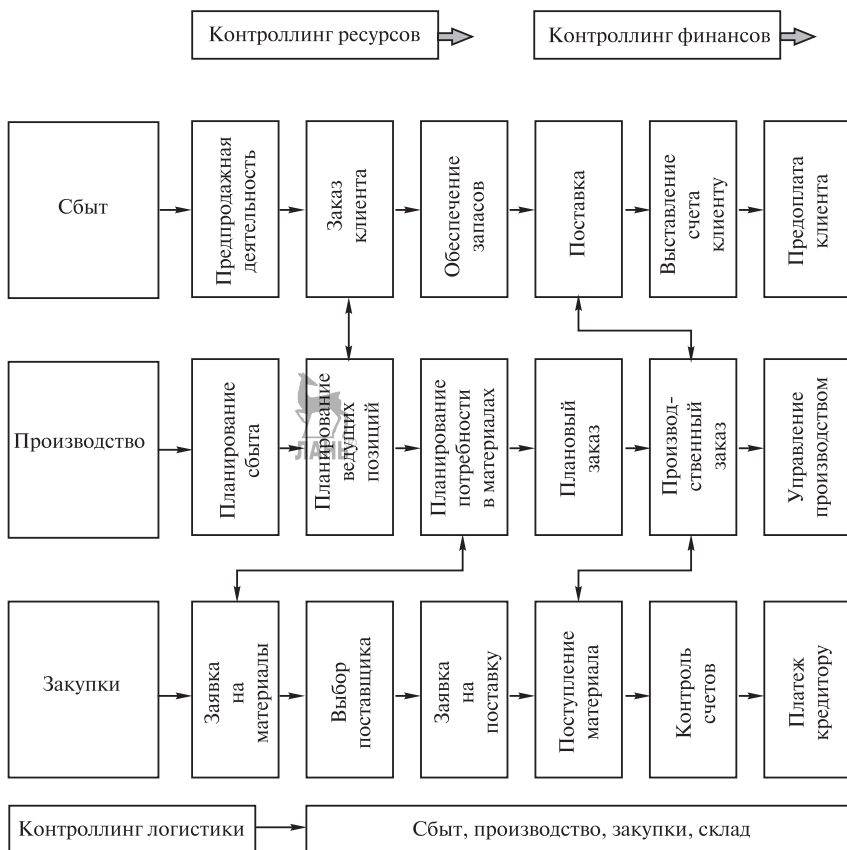 Контроллинг ресурсов
Контроллинг финансов
Сбыт
Предпродажная
деятельность
Заказ
клиента
Обеспечение
запасов
Поставка
Выставление
счета
клиенту
Предоплата
клиента
Производство
Планирование
сбыта
Планирование
ведущих
позиций
Планирование
потребности
в материалах
Плановый
заказ
Производ-
ственный
заказ
Управление
производством
ЛАНЬ
Закупки
Заявка
на
материалы
Выбор
поставщика
Заявка
на
поставку
Поступление
материала
Контроль
счетов
Платеж
кредитору
Контроллинг логистики
Сбыт, производство, закупки, склад